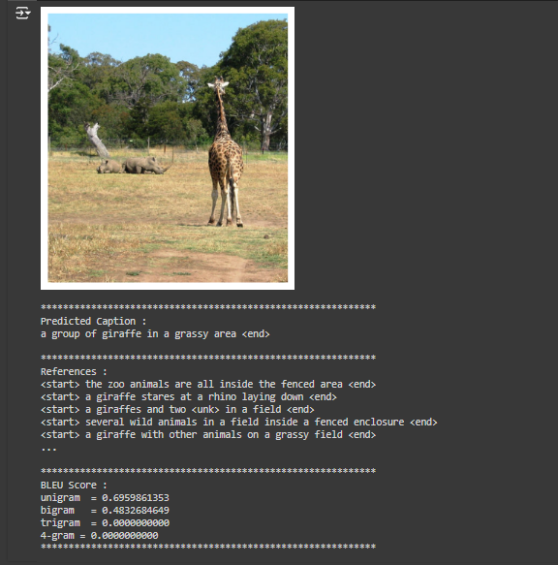 ************************************************************
Predicted Caption :
a group of giraffe in a grassy area <end>
************************************************************
References :
<start> the zoo animals are all inside the fenced area <end>
<start> a giraffe stares at a rhino laying down <end>
<start> a giraffes and two <unk> in a field <end>
<start> several wild animals in a field inside a fenced enclosure <end>
<start> a giraffe with other animals on a grassy field <end>
...
************************************************************
BLEU Score :
unigram  = 0.6959861353
bigram   = 0.4832684649
trigram  = 0.0000000000
4-gram = 0.0000000000
************************************************************